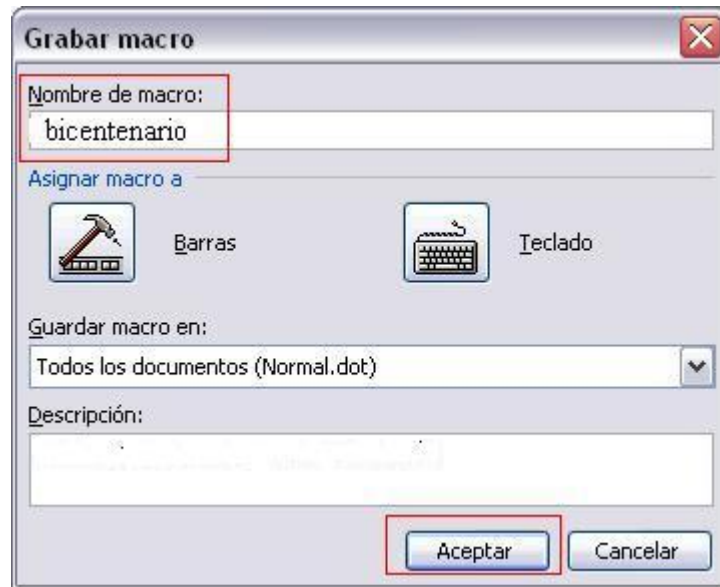 Grabar macro
Nombre de macro:
bicentenario
Asignar macro a
Barras
Teclado
Guardar macro en:
Todos los documentos (Normal.dot)
Descripción:
Aceptar
Cancelar